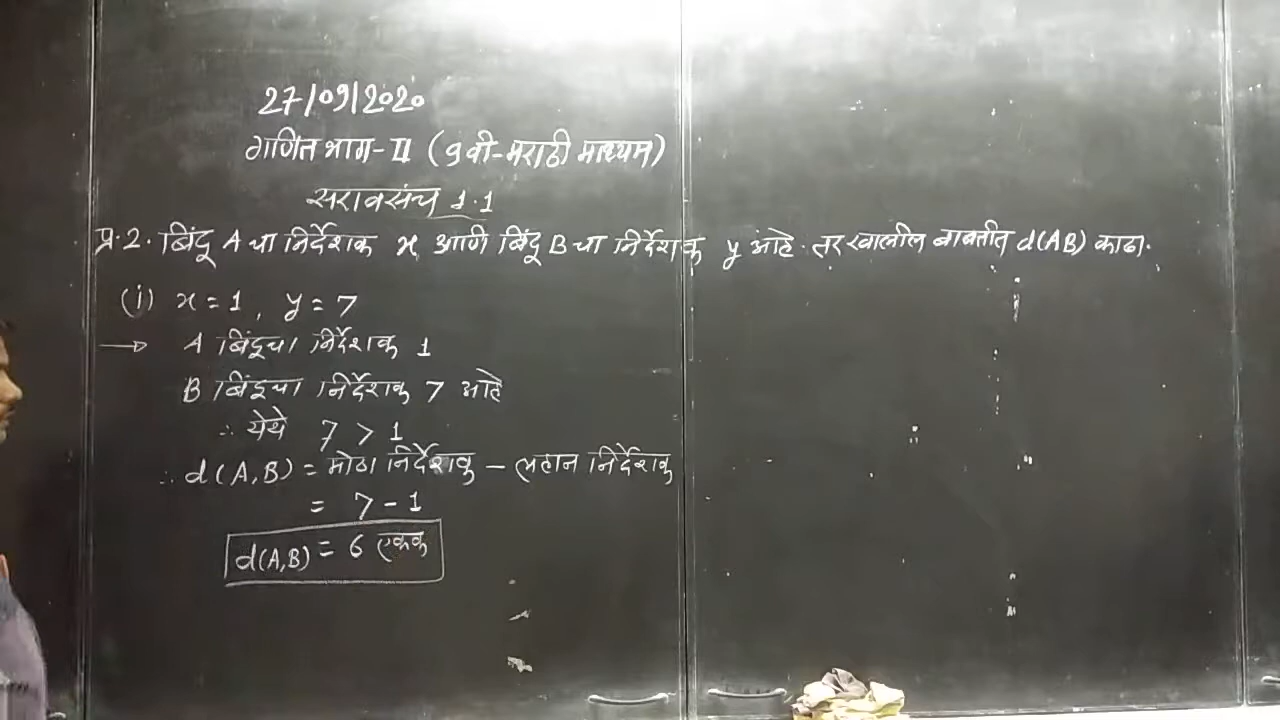 27/09/2020
गणित भाग-II (9वी-मराठी माध्यम)
सरावसंच 1.1
प्र.2. बिंदू A चा निर्देशक x आणि बिंदू B चा निर्देशक y आहे. तर खालील बाबतीत d(AB) काढा.
(i) x = 1, y = 7
→ A बिंदूचा निर्देशक 1
B बिंदूचा निर्देशक 7 आहे
∴ येथे 7 > 1
∴ d(A,B) = मोठा निर्देशक - लहान निर्देशक
= 7 - 1
d(A,B) = 6 एकक